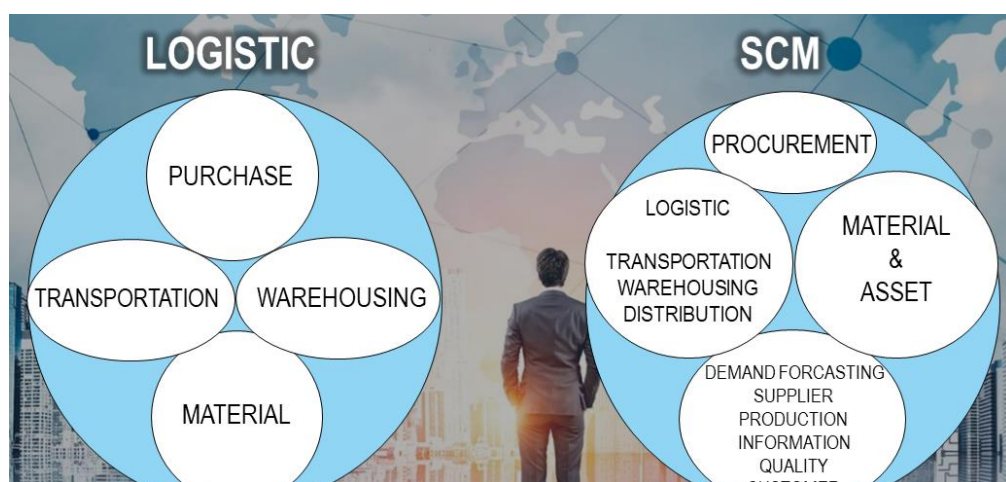 LOGISTIC
PURCHASE
TRANSPORTATION
WAREHOUSING
MATERIAL
SCM
PROCUREMENT
LOGISTIC
TRANSPORTATION
WAREHOUSING
DISTRIBUTION
MATERIAL
&
ASSET
DEMAND FORCASTING
SUPPLIER
PRODUCTION
INFORMATION
QUALITY